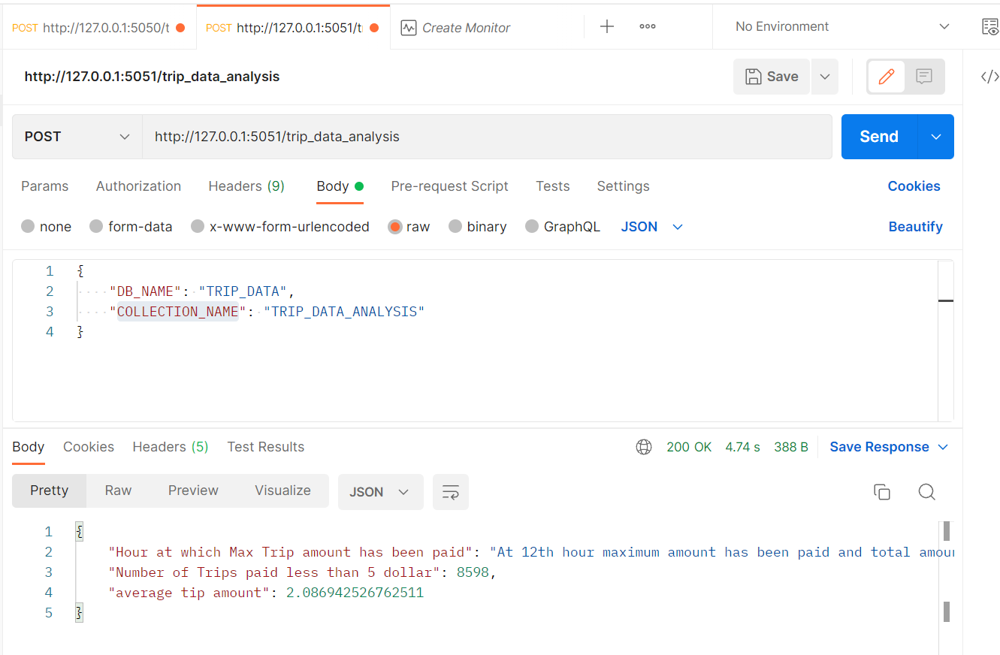 POST http://127.0.0.1:5050/t POST http://127.0.0.1:5051/t Create Monitor No Environment
http://127.0.0.1:5051/trip_data_analysis Save
POST http://127.0.0.1:5051/trip_data_analysis Send
Params Authorization Headers (9) Body Pre-request Script Tests Settings Cookies
none form-data x-www-form-urlencoded raw binary GraphQL JSON Beautify
1 {
2 "DB_NAME": "TRIP_DATA",
3 "COLLECTION_NAME": "TRIP_DATA_ANALYSIS"
4 }
Body Cookies Headers (5) Test Results 200 OK 4.74 s 388 B Save Response
Pretty Raw Preview Visualize JSON
1 {
2 "Hour at which Max Trip amount has been paid": "At 12th hour maximum amount has been paid and total amoun
3 "Number of Trips paid less than 5 dollar": 8598,
4 "average tip amount": 2.086942526762511
5 }